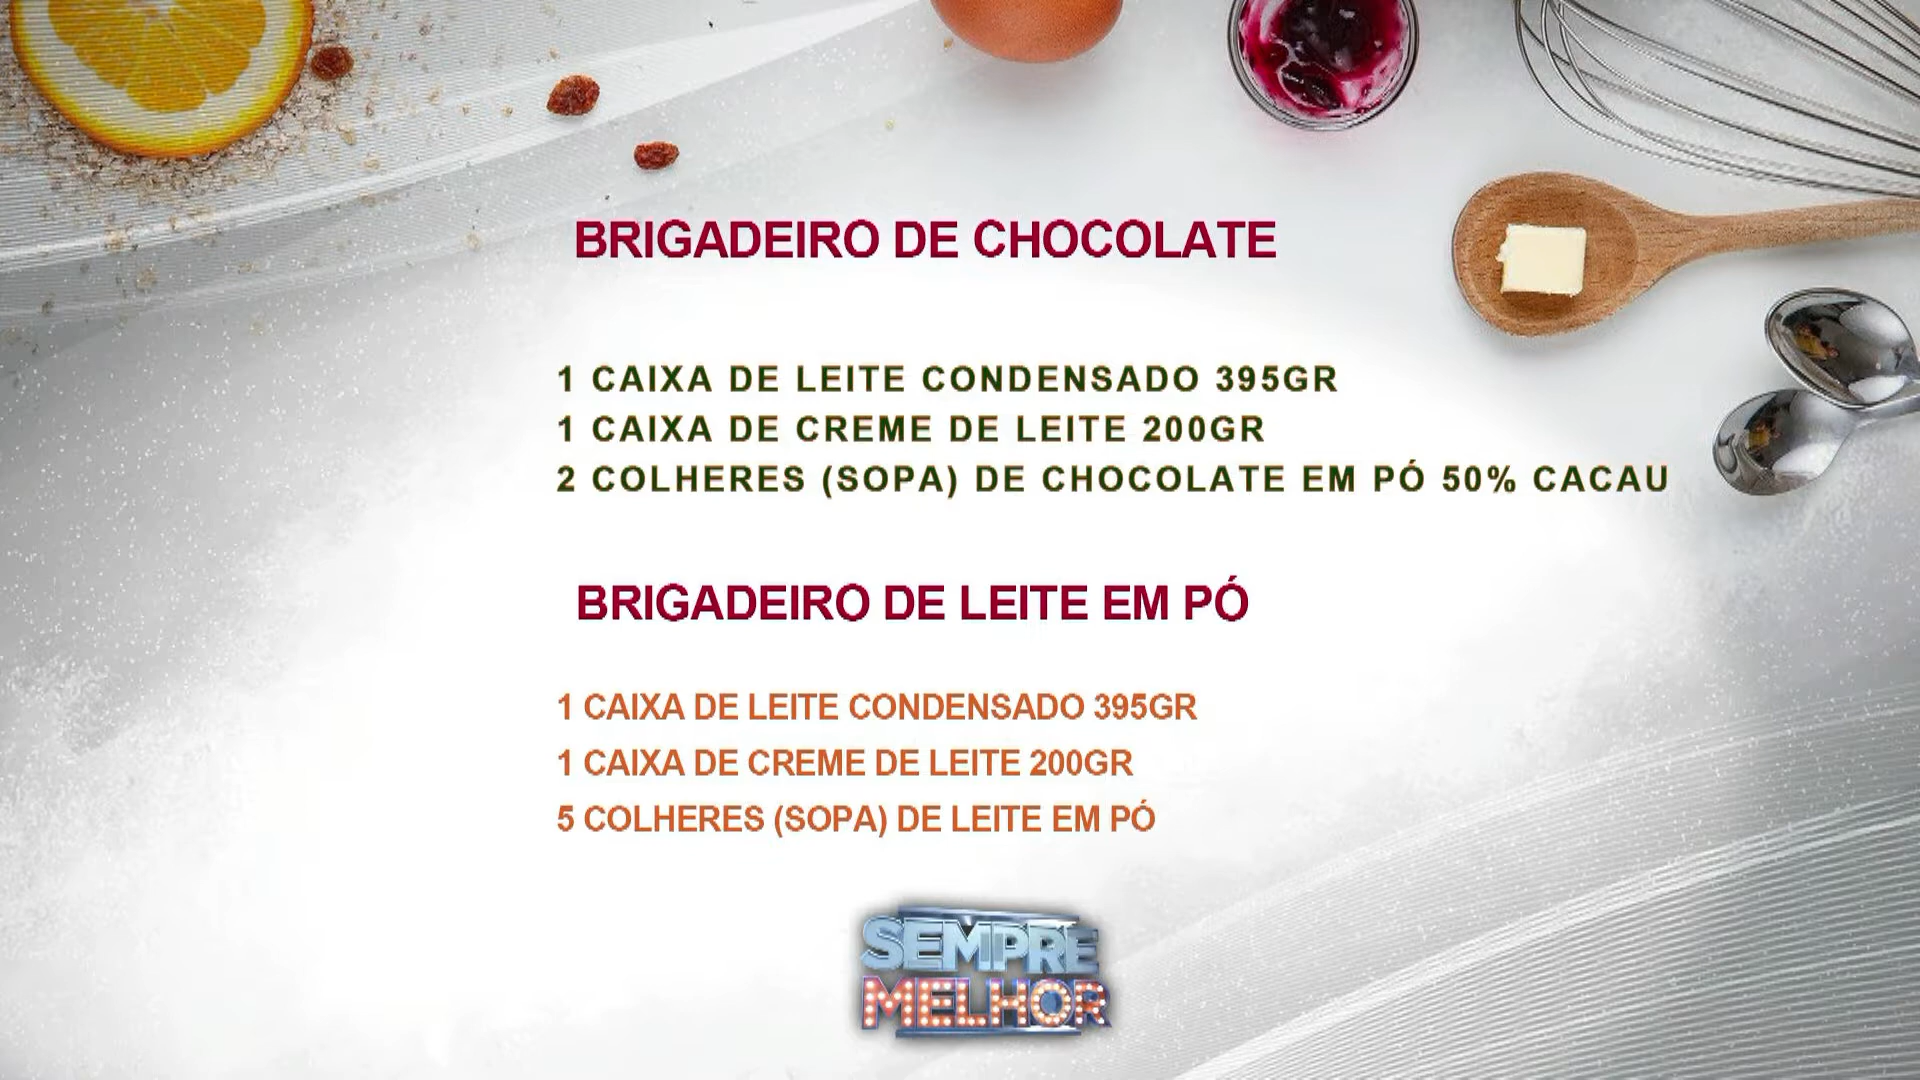 BRIGADEIRO DE CHOCOLATE
1 CAIXA DE LEITE CONDENSADO 395GR
1 CAIXA DE CREME DE LEITE 200GR
2 COLHERES (SOPA) DE CHOCOLATE EM PÓ 50% CACAU
BRIGADEIRO DE LEITE EM PÓ
1 CAIXA DE LEITE CONDENSADO 395GR
1 CAIXA DE CREME DE LEITE 200GR
5 COLHERES (SOPA) DE LEITE EM PÓ
SEMPRE
MELHOR